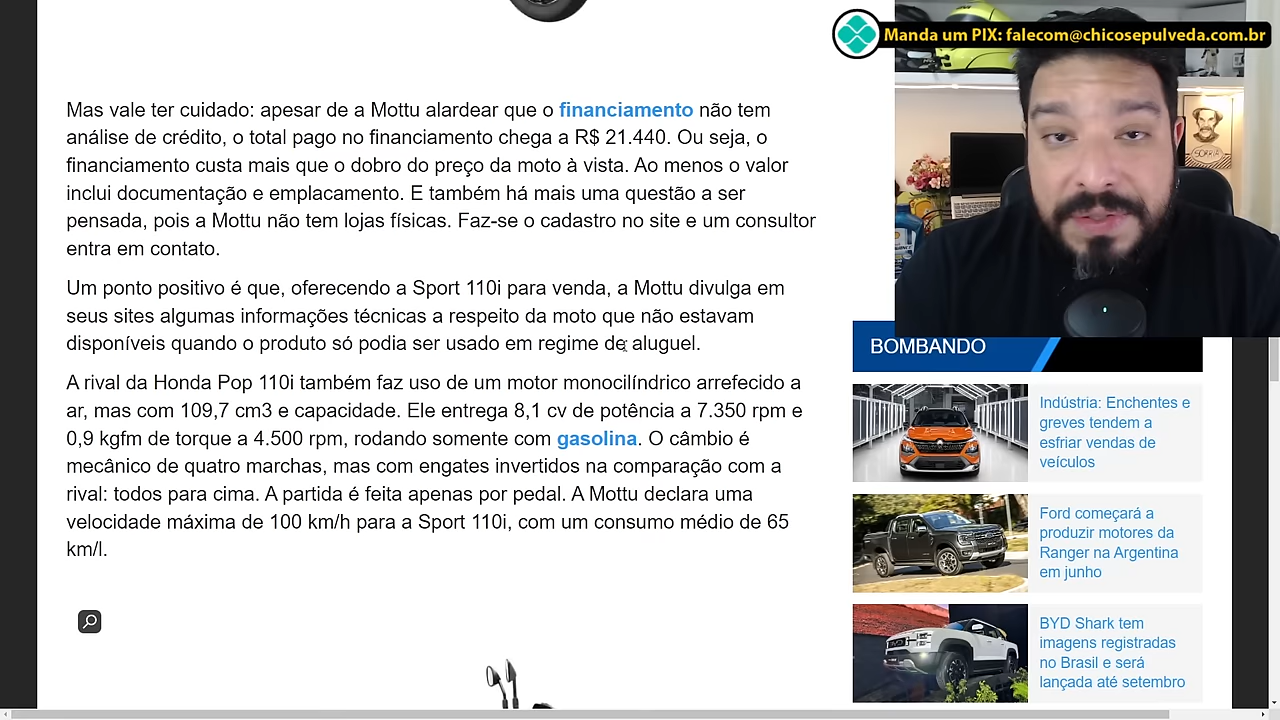 Manda um PIX: falecom@chicosepulveda.com.br
Mas vale ter cuidado: apesar de a Mottu alardear que o financiamento não tem
análise de crédito, o total pago no financiamento chega a R$ 21.440. Ou seja, o
financiamento custa mais que o dobro do preço da moto à vista. Ao menos o valor
inclui documentação e emplacamento. E também há mais uma questão a ser
pensada, pois a Mottu não tem lojas físicas. Faz-se o cadastro no site e um consultor
entra em contato.
Um ponto positivo é que, oferecendo a Sport 110i para venda, a Mottu divulga em
seus sites algumas informações técnicas a respeito da moto que não estavam
disponíveis quando o produto só podia ser usado em regime de aluguel.
A rival da Honda Pop 110i também faz uso de um motor monocilíndrico arrefecido a
ar, mas com 109,7 cm3 e capacidade. Ele entrega 8,1 cv de potência a 7.350 rpm e
0,9 kgfm de torque a 4.500 rpm, rodando somente com gasolina. O câmbio é
mecânico de quatro marchas, mas com engates invertidos na comparação com a
rival: todos para cima. A partida é feita apenas por pedal. A Mottu declara uma
velocidade máxima de 100 km/h para a Sport 110i, com um consumo médio de 65
km/l.
SORRIA
BOMBANDO
Indústria: Enchentes e
greves tendem a
esfriar vendas de
veículos
Ford começará a
produzir motores da
Ranger na Argentina
em junho
BYD Shark tem
imagens registradas
no Brasil e será
lançada até setembro